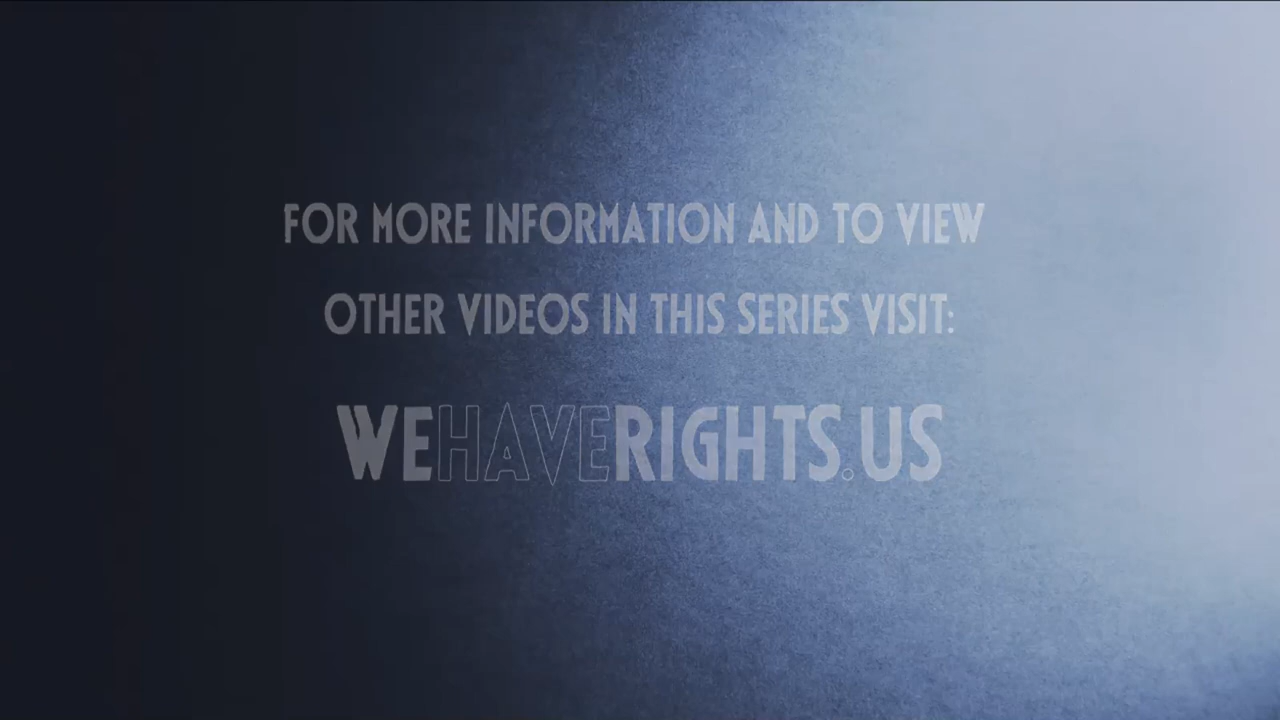 FOR MORE INFORMATION AND TO VIEW
OTHER VIDEOS IN THIS SERIES VISIT:
WEHAVERIGHTS.US